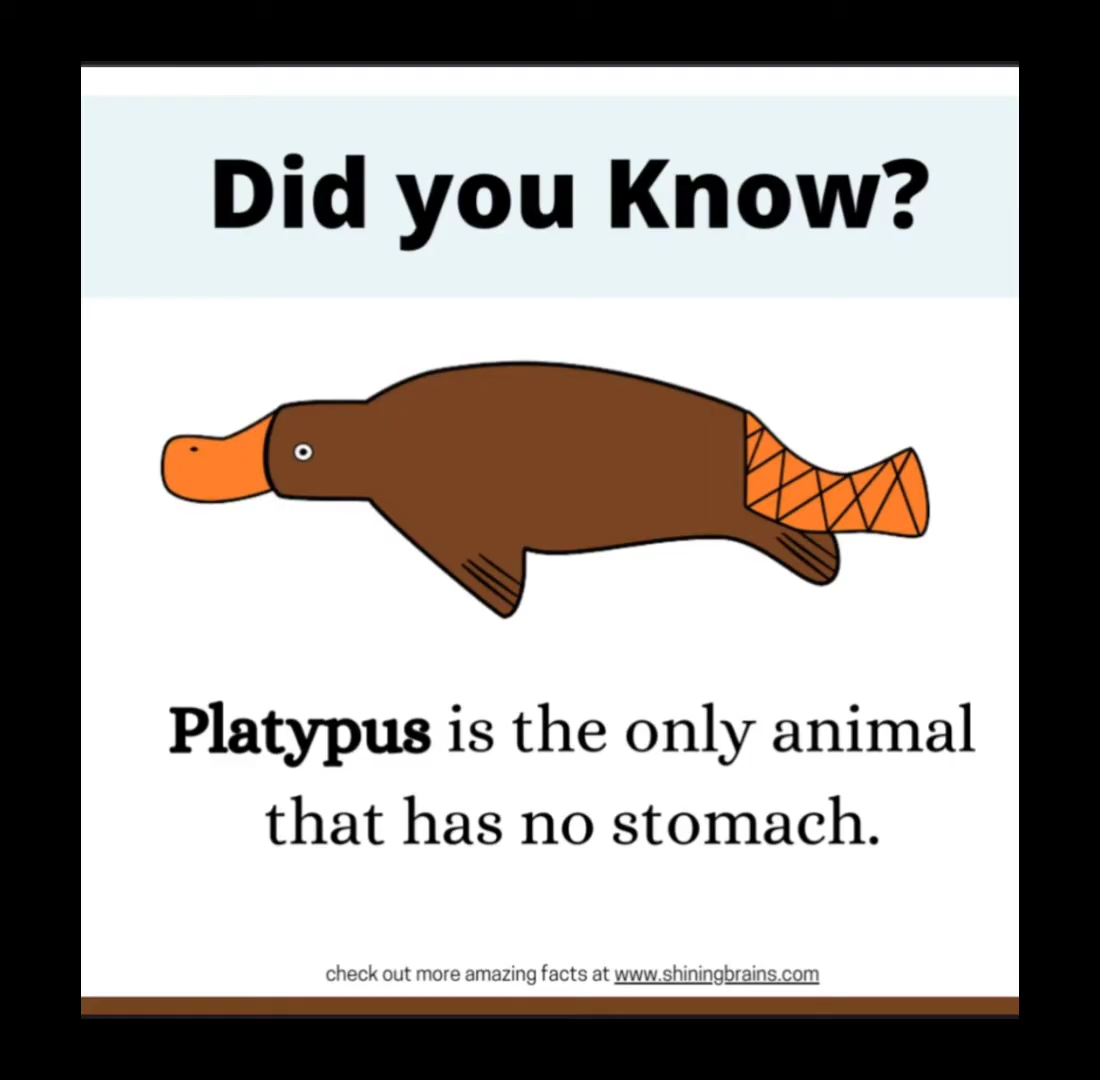 Did you Know?
Platypus is the only animal
that has no stomach.
check out more amazing facts at www.shiningbrains.com